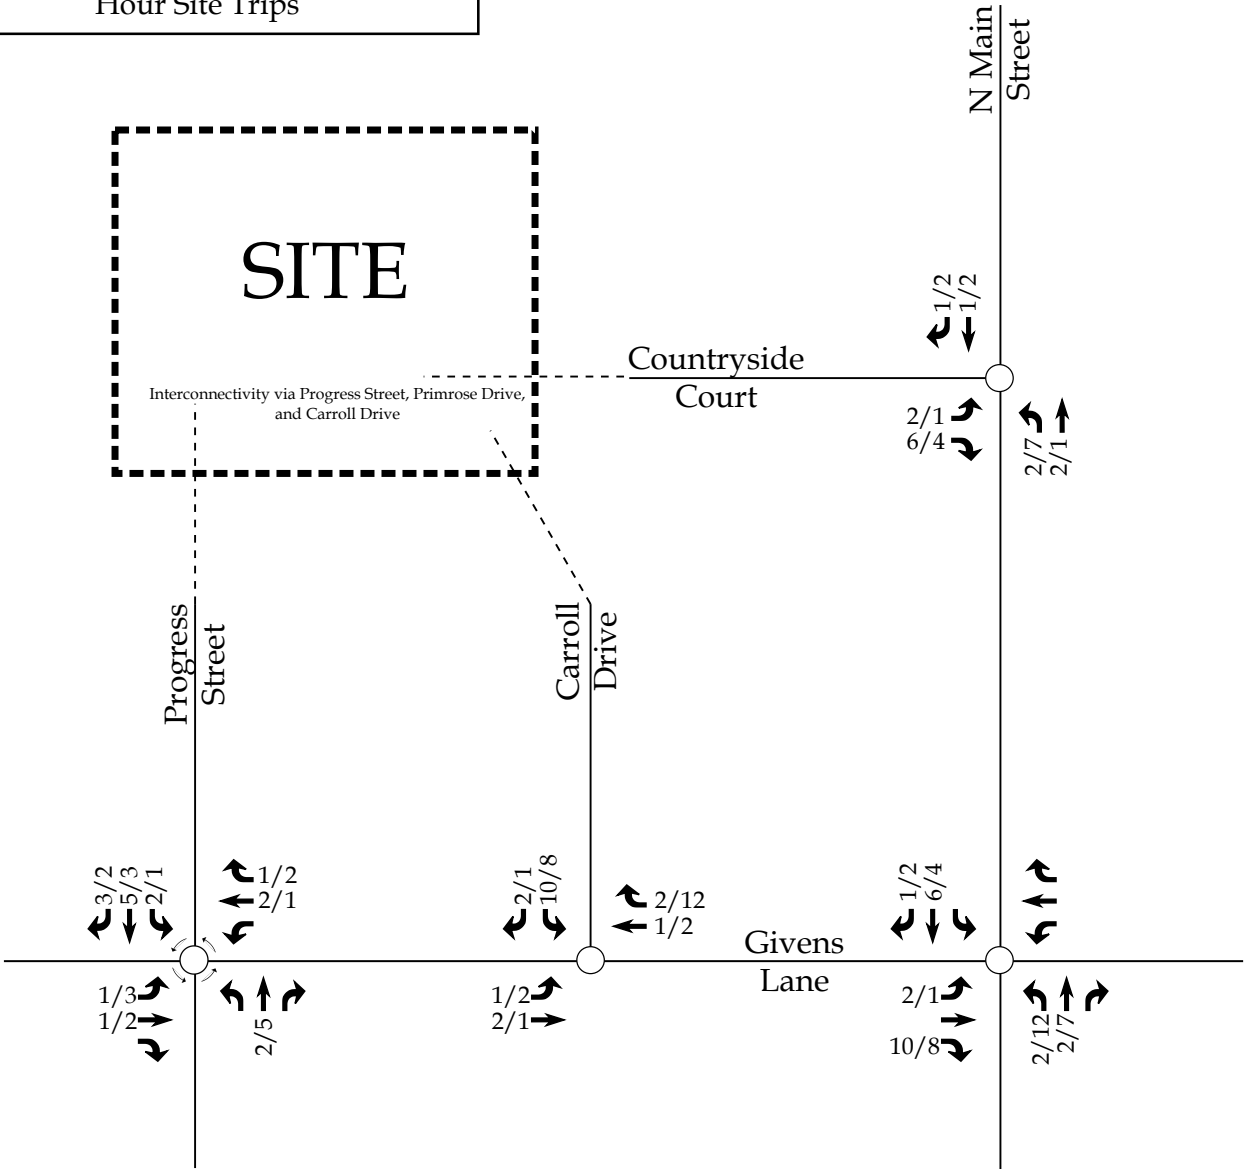 Hour Site Trips
N Main
Street
SITE
1/2
1/2
Countryside
Court
Interconnectivity via Progress Street, Primrose Drive,
and Carroll Drive
2/1
6/4
2/7
2/1
Progress
Street
Carroll
Drive
3/2
5/3
2/1
1/2
2/1
2/1
10/8
2/12
1/2
1/2
6/4
Givens
Lane
1/3
1/2
2/5
1/2
2/1
2/1
10/8
2/12
2/7